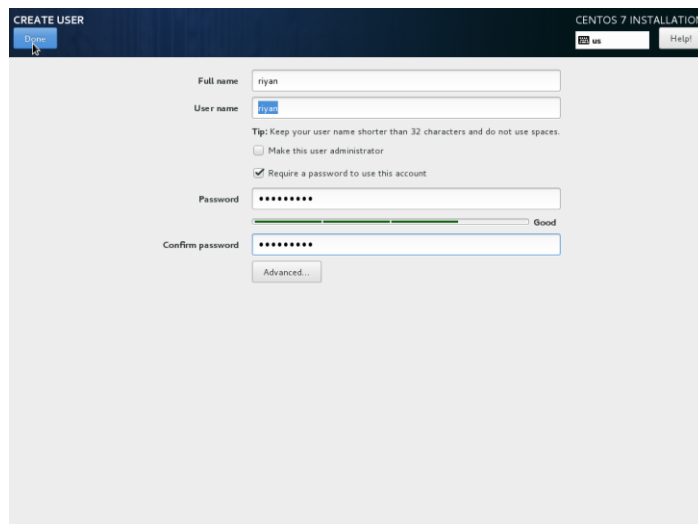 CREATE USER
CENTOS 7 INSTALLATION
Done
us
Help!
Full name
riyan
User name
riyan
Tip: Keep your user name shorter than 32 characters and do not use spaces.
Make this user administrator
Require a password to use this account
Password
•••••••••
Good
Confirm password
•••••••••
Advanced...